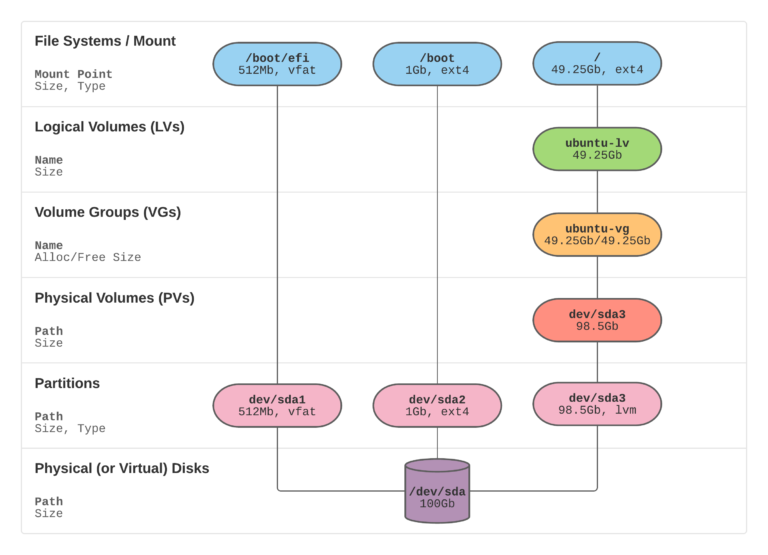 File Systems / Mount
Mount Point
Size, Type
/boot/efi
512Mb, vfat
/boot
1Gb, ext4
/
49.25Gb, ext4
Logical Volumes (LVs)
Name
Size
ubuntu-lv
49.25Gb
Volume Groups (VGs)
Name
Alloc/Free Size
ubuntu-vg
49.25Gb/49.25Gb
Physical Volumes (PVs)
Path
Size
dev/sda3
98.5Gb
Partitions
Path
Size, Type
dev/sda1
512Mb, vfat
dev/sda2
1Gb, ext4
dev/sda3
98.5Gb, lvm
Physical (or Virtual) Disks
Path
Size
/dev/sda
100Gb